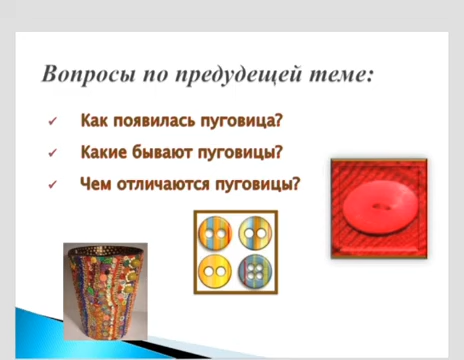 Вопросы по предудещей теме:
Как появилась пуговица?
Какие бывают пуговицы?
Чем отличаются пуговицы?